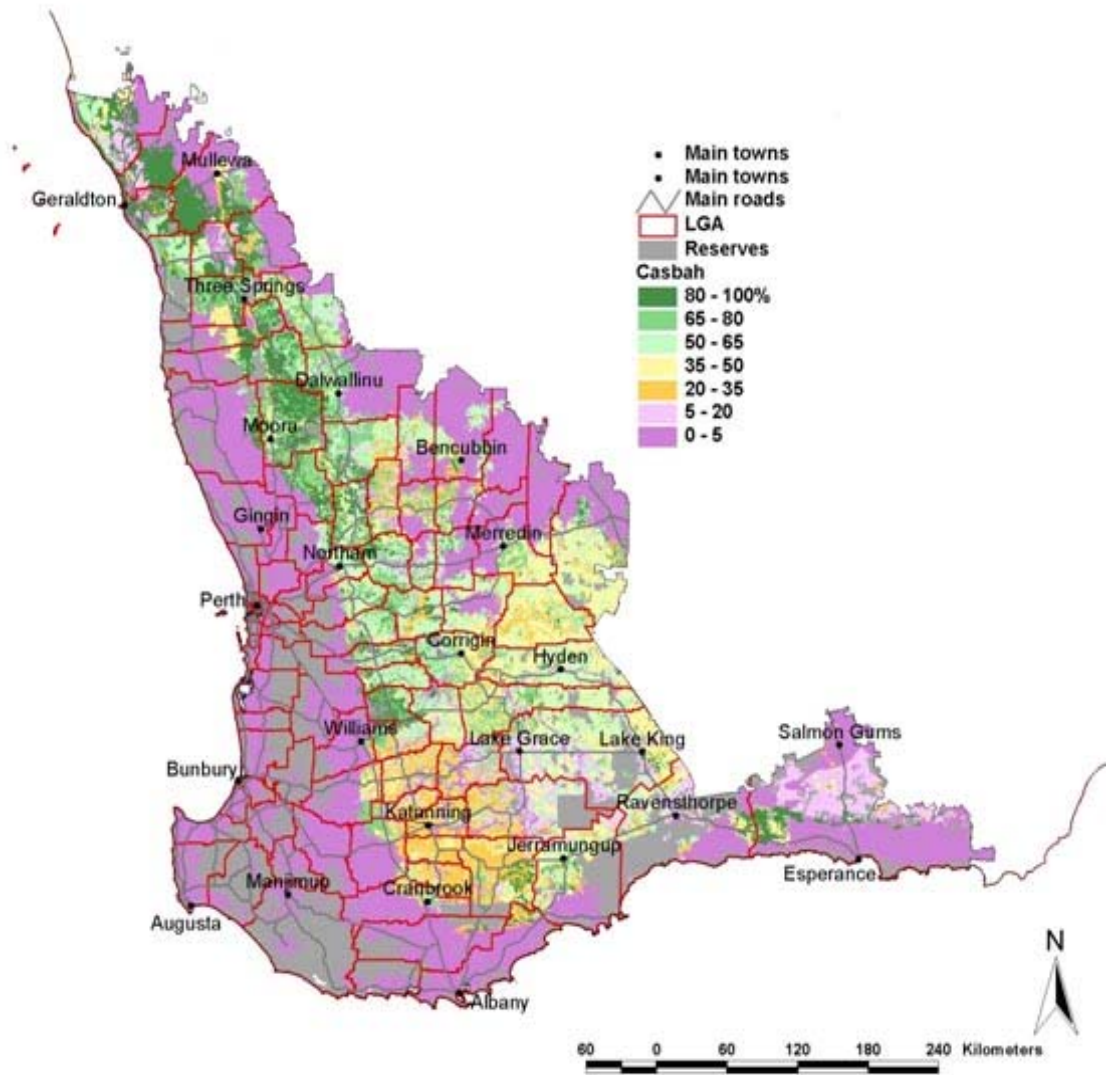 Main towns
Main towns
Main roads
LGA
Reserves
Casbah
80 - 100%
65 - 80
50 - 65
35 - 50
20 - 35
5 - 20
0 - 5
Mullewa
Geraldton
Three Springs
Dalwallinu
Moora
Bencubbin
Gingin
Merredin
Northam
Perth
Corrigin
Hyden
Williams
Lake Grace
Lake King
Salmon Gums
Bunbury
Ravensthorpe
Katanning
Jerramungup
Esperance
Manjimup
Cranbrook
Augusta
Albany
N
60 0 60 120 180 240 Kilometers